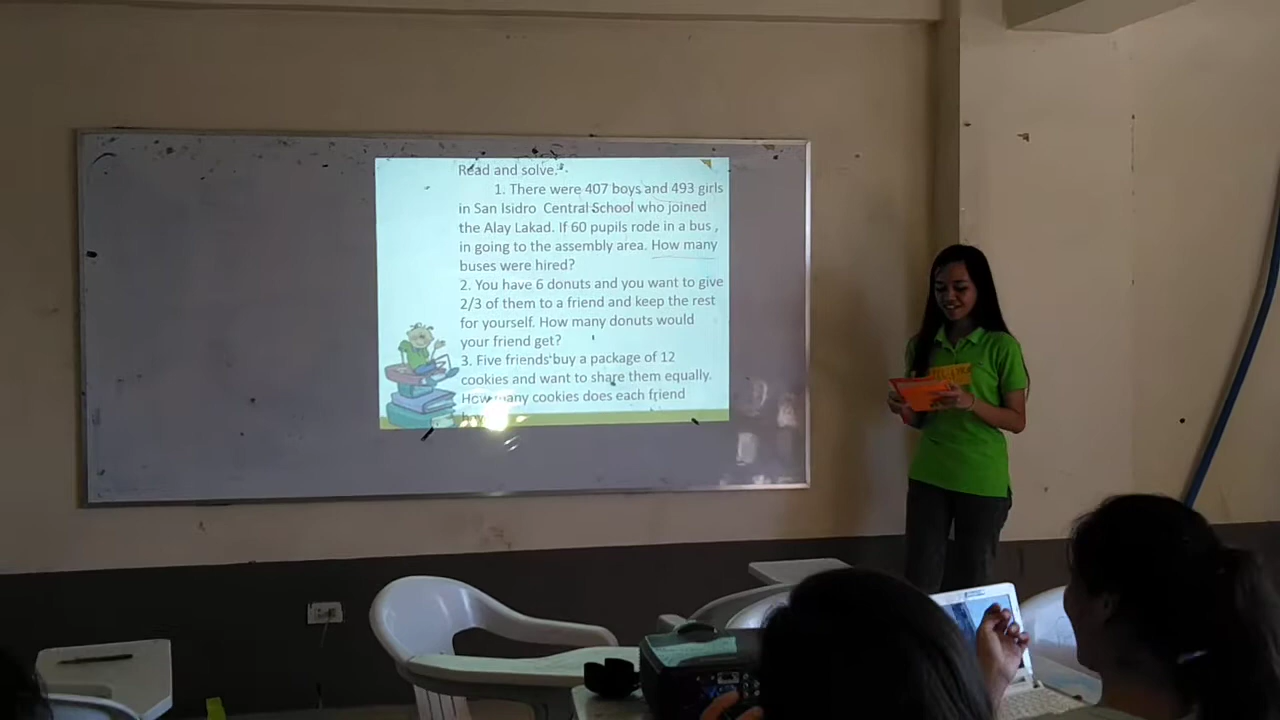 Read and solve.
1. There were 407 boys and 493 girls
in San Isidro Central School who joined
the Alay Lakad. If 60 pupils rode in a bus ,
in going to the assembly area. How many
buses were hired?
2. You have 6 donuts and you want to give
2/3 of them to a friend and keep the rest
for yourself. How many donuts would
your friend get?
3. Five friends buy a package of 12
cookies and want to share them equally.
How many cookies does each friend